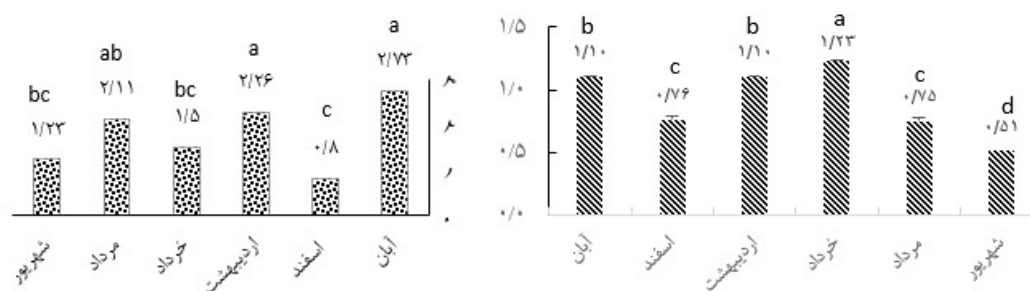 a
ab
a
bc
bc
c
۲/۷۳
۲/۲۶
۲/۱۱
۱/۵
۱/۲۳
۰/۸
۳
۲
۱
۰
آبان
اسفند
اردیبهشت
خرداد
مرداد
شهریور
۱/۵
۱/۰
۰/۵
۰/۰
b
c
b
a
c
d
۱/۱۰
۰/۷۶
۱/۱۰
۱/۲۳
۰/۷۵
۰/۵۱
آبان
اسفند
اردیبهشت
خرداد
مرداد
شهریور